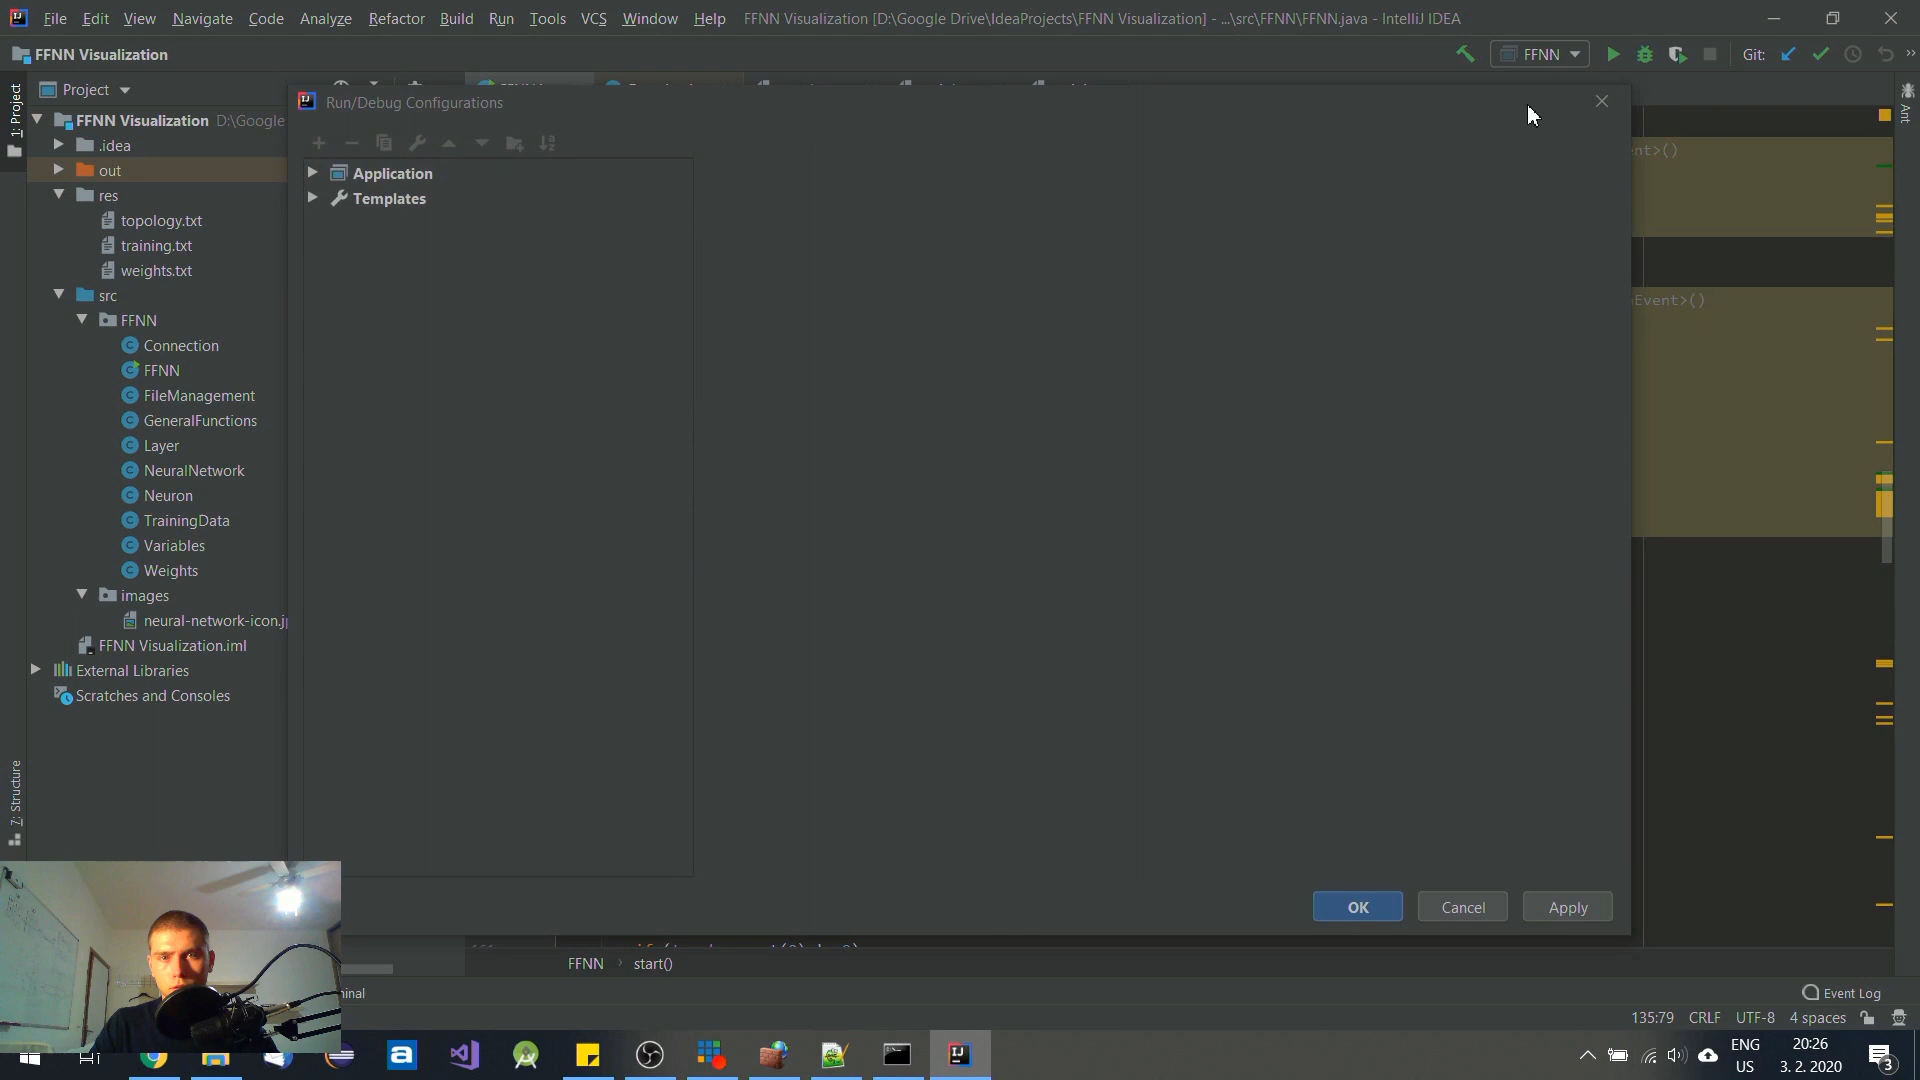 File Edit View Navigate Code Analyze Refactor Build Run Tools VCS Window Help FFNN Visualization [D:\Google Drive\IdeaProjects\FFNN Visualization] - ...\src\FFNN\FFNN.java - IntelliJ IDEA
FFNN Visualization
FFNN
Git:
1: Project
Project
Run/Debug Configurations
Ant
FFNN Visualization D:\Google
.idea
out
res
topology.txt
training.txt
weights.txt
src
FFNN
Connection
FFNN
FileManagement
GeneralFunctions
Layer
NeuralNetwork
Neuron
TrainingData
Variables
Weights
images
neural-network-icon.j
FFNN Visualization.iml
External Libraries
Scratches and Consoles
Application
Templates
nt>()
Event>()
7: Structure
OK
Cancel
Apply
FFNN › start()
minal
Event Log
135:79 CRLF UTF-8 4 spaces
ENG
US
20:26
3. 2. 2020
3